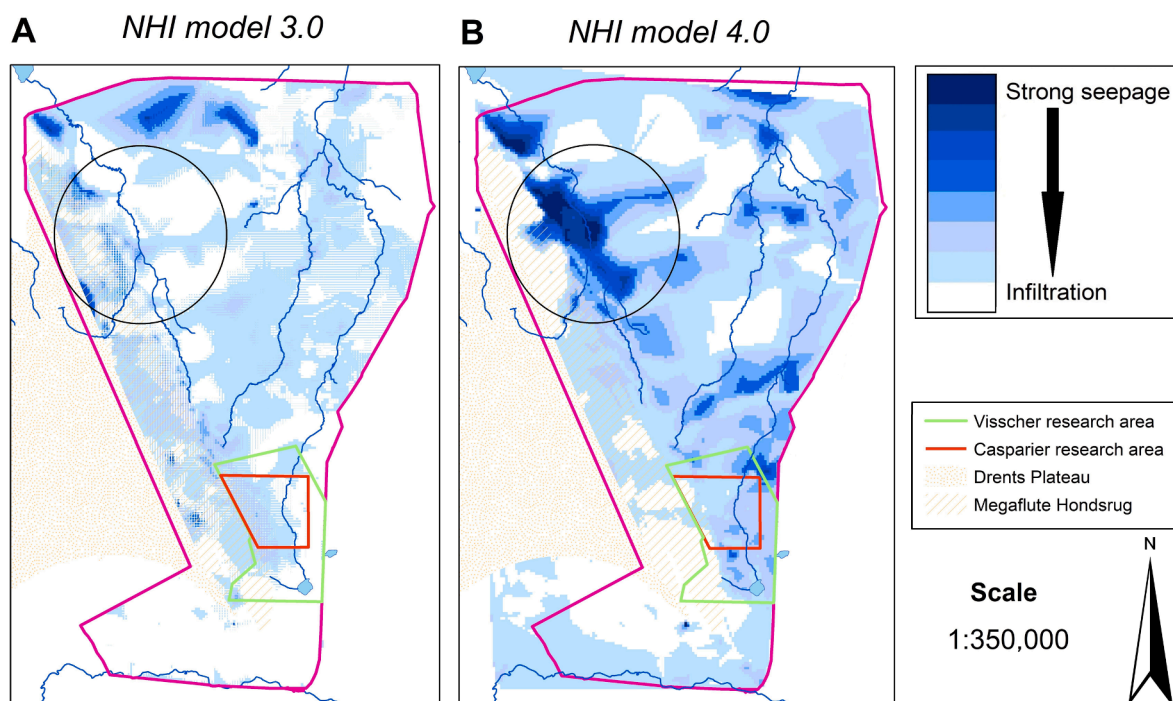 A
NHI model 3.0
B
NHI model 4.0
Strong seepage
Infiltration
Visscher research area
Casparier research area
Drents Plateau
Megaflute Hondsrug
Scale
1:350,000
N